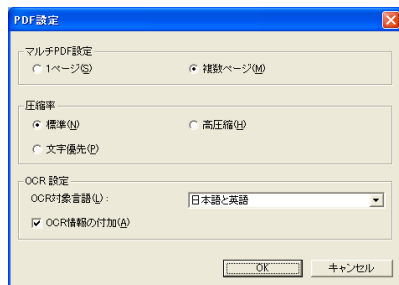 PDF設定
マルチPDF設定
1ページ(S)
複数ページ(M)
圧縮率
標準(N)
高圧縮(H)
文字優先(P)
OCR 設定
OCR対象言語(L):
日本語と英語
OCR情報の付加(A)
OK
キャンセル